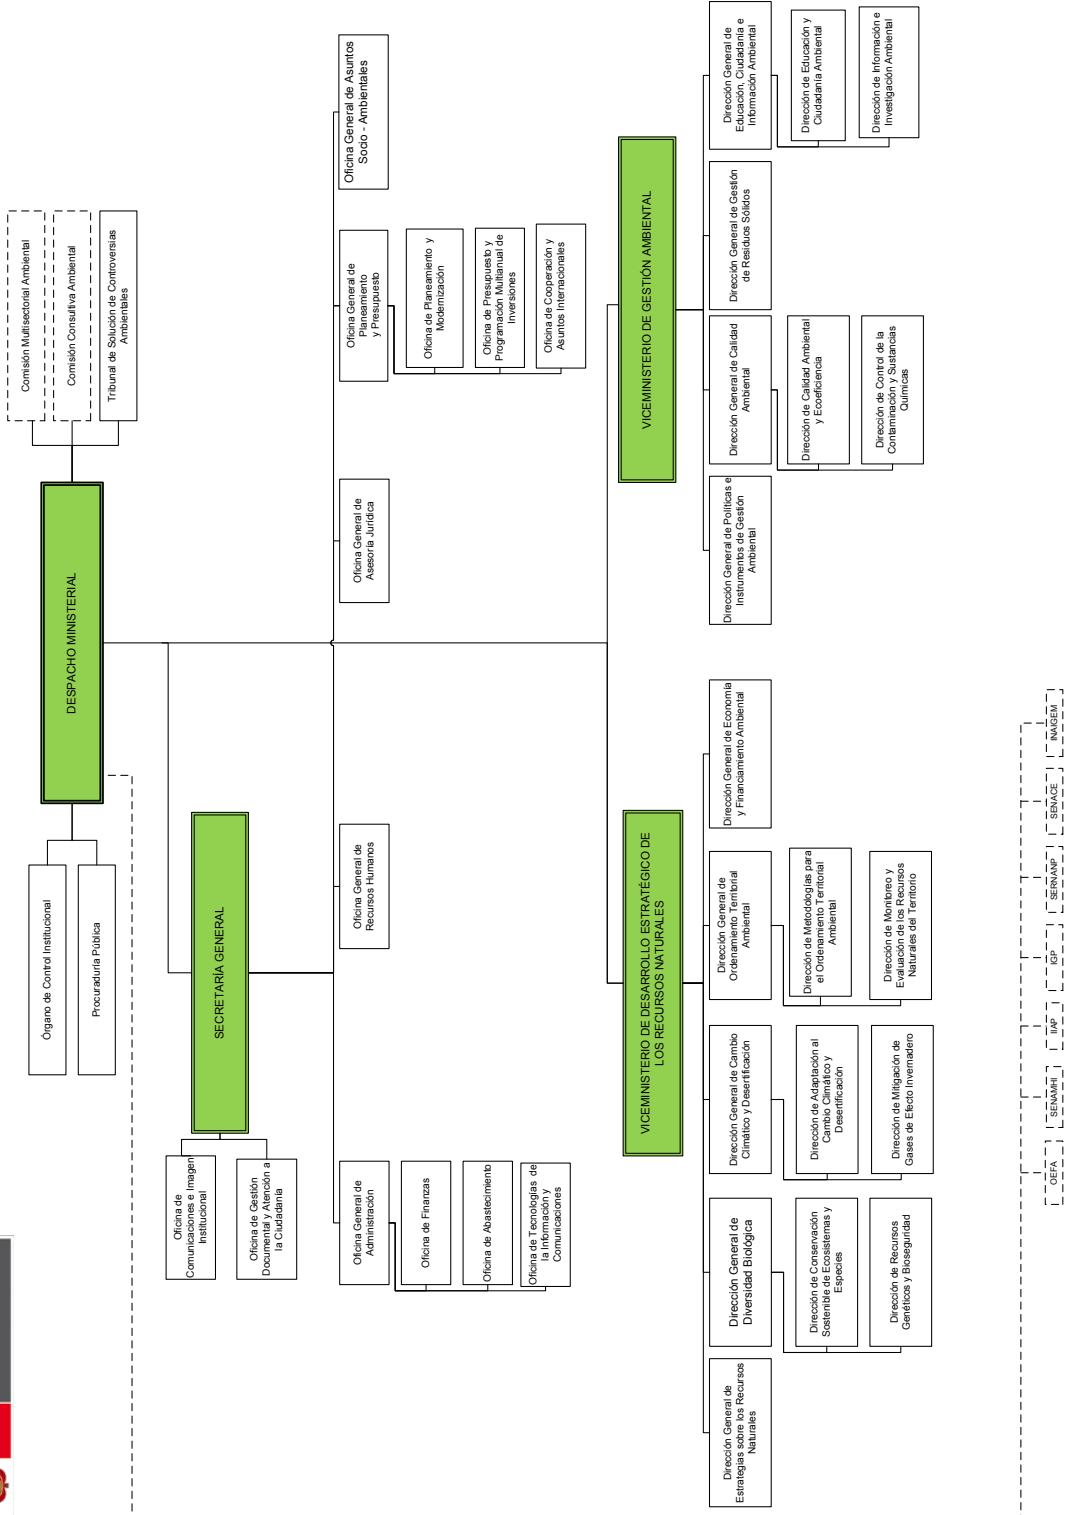 Comisión Multisectorial Ambiental
Comisión Consultiva Ambiental
Tribunal de Solución de Controversias
Ambientales
DESPACHO MINISTERIAL
Órgano de Control Institucional
Procuraduría Pública
SECRETARÍA GENERAL
Oficina de
Comunicaciones e Imagen
Institucional
Oficina de Gestión
Documental y Atención a
la Ciudadanía
Oficina General de
Administración
Oficina de Finanzas
Oficina de Abastecimiento
Oficina de Tecnologías de
la Información y
Comunicaciones
Oficina General de
Recursos Humanos
Oficina General de
Asesoría Jurídica
Oficina General de
Planeamiento
y Presupuesto
Oficina de Planeamiento y
Modernización
Oficina de Presupuesto y
Programación Multianual de
Inversiones
Oficina de Cooperación y
Asuntos Internacionales
Oficina General de Asuntos
Socio - Ambientales
VICEMINISTERIO DE DESARROLLO ESTRATÉGICO DE
LOS RECURSOS NATURALES
Dirección General de
Estrategias sobre los Recursos
Naturales
Dirección General de
Diversidad Biológica
Dirección de Conservación
Sostenible de Ecosistemas y
Especies
Dirección de Recursos
Genéticos y Bioseguridad
Dirección General de Cambio
Climático y Desertificación
Dirección de Adaptación al
Cambio Climático y
Desertificación
Dirección de Mitigación de
Gases de Efecto Invernadero
Dirección General de
Ordenamiento Territorial
Ambiental
Dirección de Metodologías para
el Ordenamiento Territorial
Ambiental
Dirección de Monitoreo y
Evaluación de los Recursos
Naturales del Territorio
Dirección General de Economía
y Financiamiento Ambiental
VICEMINISTERIO DE GESTIÓN AMBIENTAL
Dirección General de Políticas e
Instrumentos de Gestión
Ambiental
Dirección General de Calidad
Ambiental
Dirección de Calidad Ambiental
y Ecoeficiencia
Dirección de Control de la
Contaminación y Sustancias
Químicas
Dirección General de Gestión
de Residuos Sólidos
Dirección General de
Educación, Ciudadanía e
Información Ambiental
Dirección de Educación y
Ciudadanía Ambiental
Dirección de Información e
Investigación Ambiental
OEFA
SENAMHI
IIAP
IGP
SERNANP
SENACE
INAIGEM